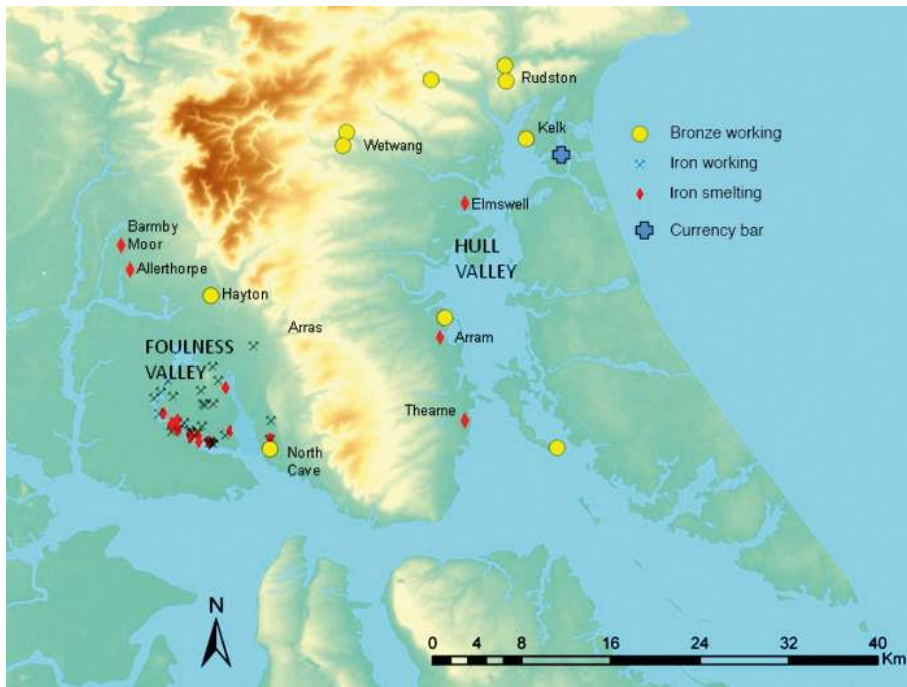 Rudston
Kelk
Wetwang
Bronze working
Iron working
Iron smelting
Currency bar
Elmswell
Barmby
Moor
Allerthorpe
HULL
VALLEY
Hayton
Arras
Arram
FOULNESS
VALLEY
Thearne
North
Cave
N
0 4 8 16 24 32 40
Km